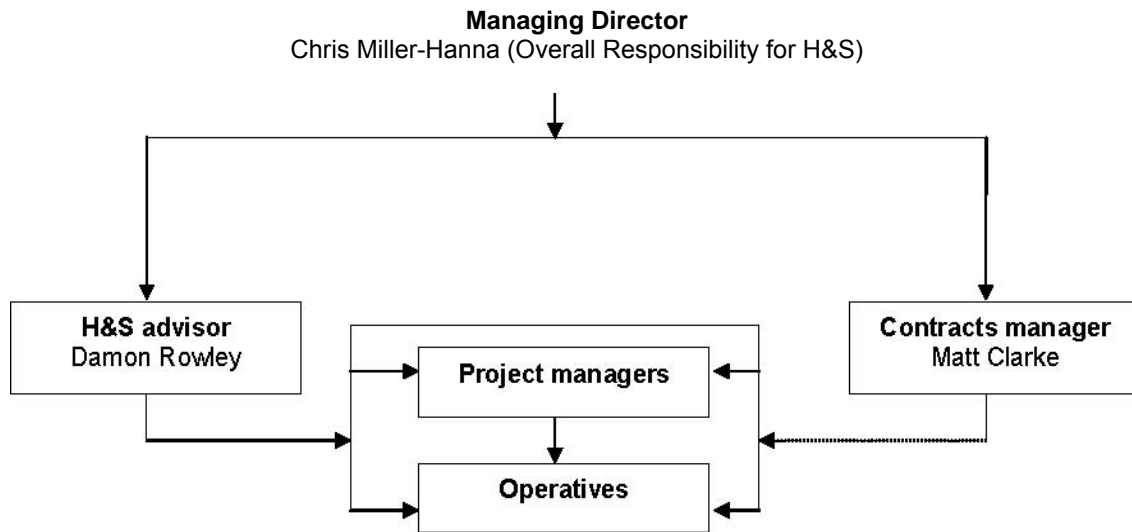 Managing Director
Chris Miller-Hanna (Overall Responsibility for H&S)
H&S advisor
Damon Rowley
Contracts manager
Matt Clarke
Project managers
Operatives